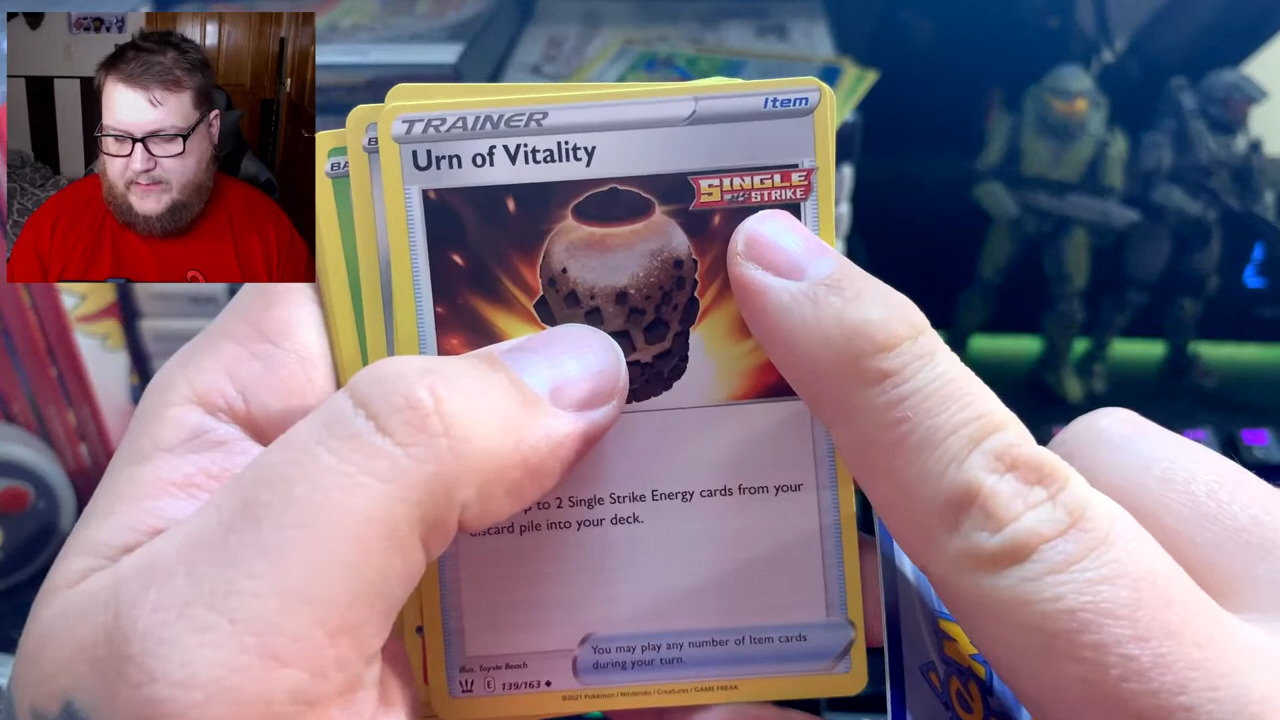 TRAINER
Item
Urn of Vitality
SINGLE
STRIKE
to 2 Single Strike Energy cards from your
discard pile into your deck.
You may play any number of Item cards
during your turn.
Illus. Toyste Beach
E 139/163
©2021 Pokémon / Nintendo / Creatures / GAME FREAK
BA
B